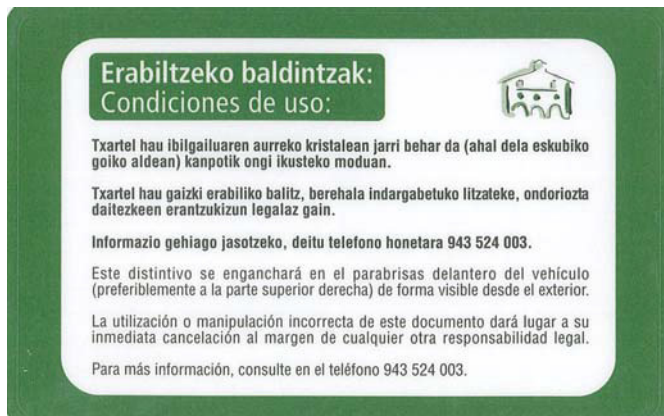 Erabiltzeko baldintzak:
Condiciones de uso:
Txartel hau ibilgailuaren aurreko kristalean jarri behar da (ahal dela eskubiko
goiko aldean) kanpotik ongi ikusteko moduan.
Txartel hau gaizki erabiliko balitz, berehala indargabetuko litzateke, ondoriozta
daitezkeen erantzukizun legalaz gain.
Informazio gehiago jasotzeko, deitu telefono honetara 943 524 003.
Este distintivo se enganchará en el parabrisas delantero del vehículo
(preferiblemente a la parte superior derecha) de forma visible desde el exterior.
La utilización o manipulación incorrecta de este documento dará lugar a su
inmediata cancelación al margen de cualquier otra responsabilidad legal.
Para más información, consulte en el teléfono 943 524 003.